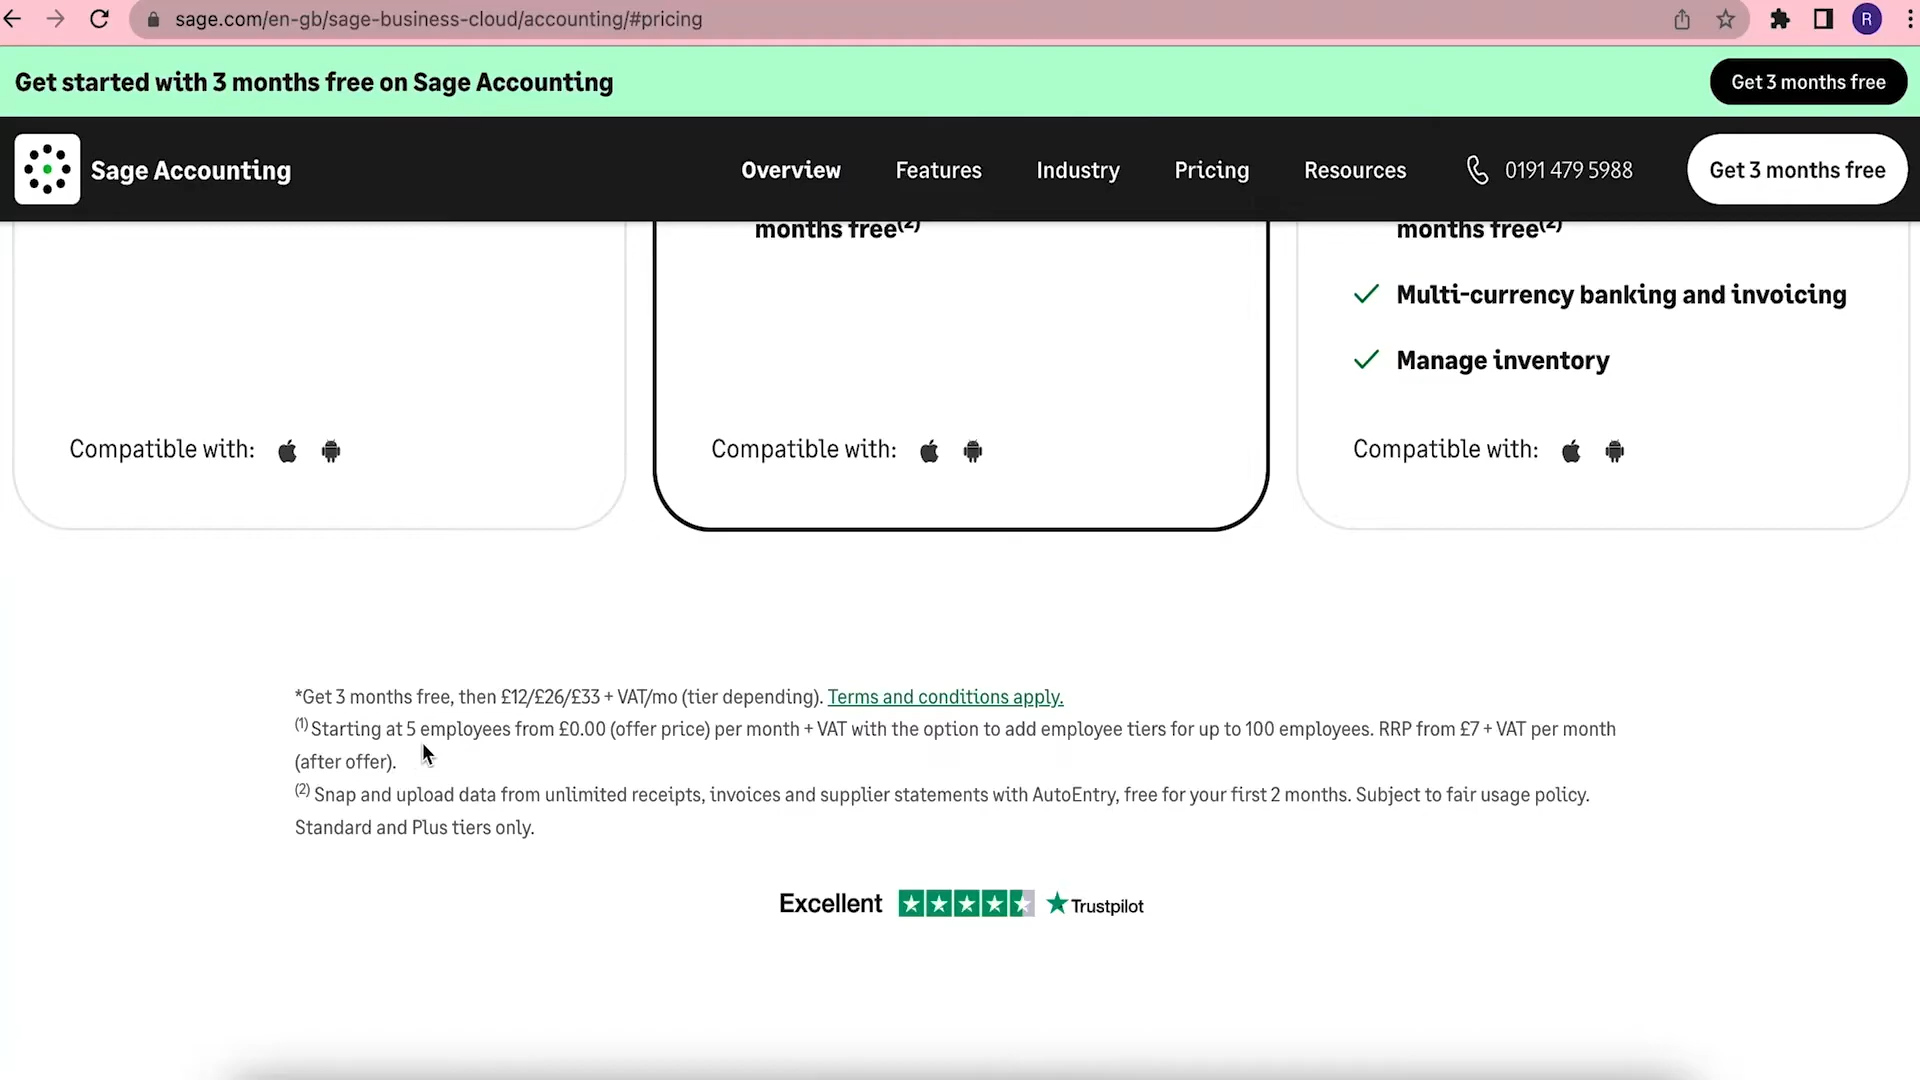 sage.com/en-gb/sage-business-cloud/accounting/#pricing
R
Get started with 3 months free on Sage Accounting
Get 3 months free
Sage Accounting
Overview
Features
Industry
Pricing
Resources
0191 479 5988
Get 3 months free
months free(2)
months free(2)
Multi-currency banking and invoicing
Manage inventory
Compatible with:
Compatible with:
Compatible with:
*Get 3 months free, then £12/£26/£33 + VAT/mo (tier depending). Terms and conditions apply.
(1) Starting at 5 employees from £0.00 (offer price) per month + VAT with the option to add employee tiers for up to 100 employees. RRP from £7 + VAT per month
(after offer).
(2) Snap and upload data from unlimited receipts, invoices and supplier statements with AutoEntry, free for your first 2 months. Subject to fair usage policy.
Standard and Plus tiers only.
Excellent
Trustpilot